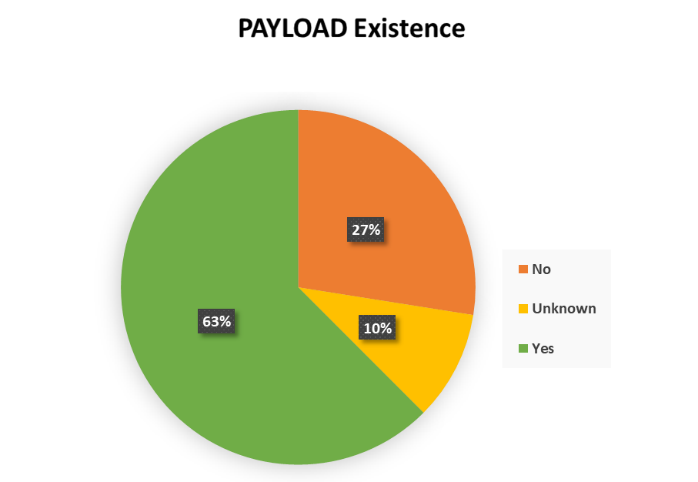 PAYLOAD Existence
27%
No
Unknown
63%
10%
Yes